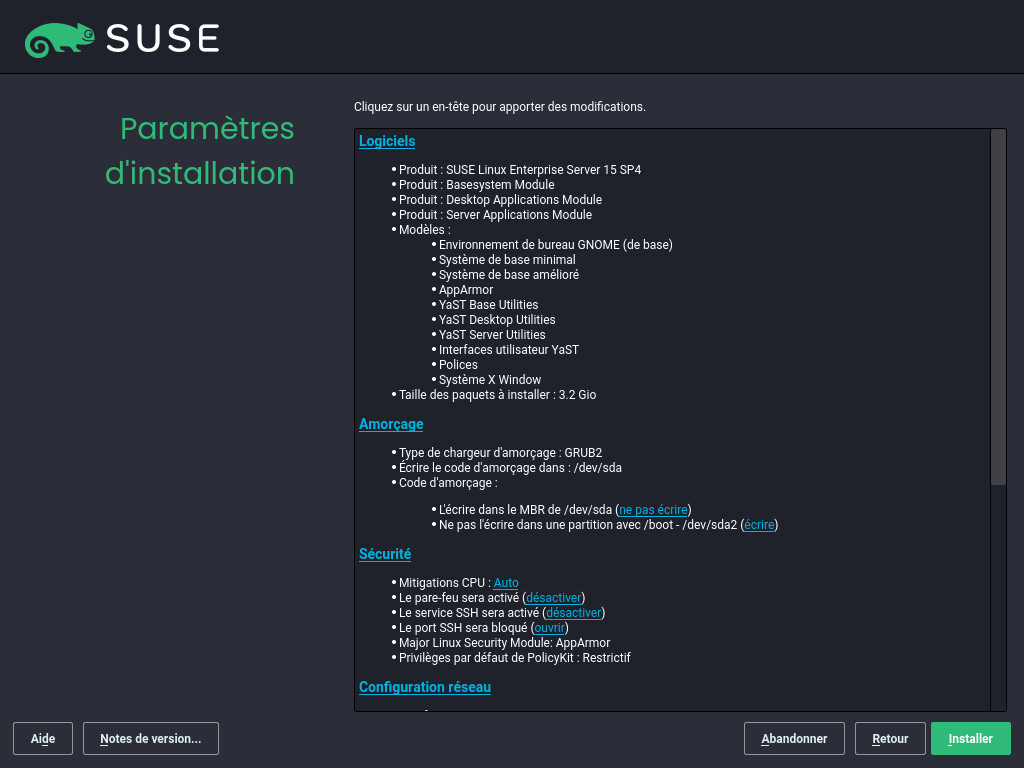 SUSE
Paramètres
d'installation
Cliquez sur un en-tête pour apporter des modifications.
Logiciels
• Produit : SUSE Linux Enterprise Server 15 SP4
• Produit : Basesystem Module
• Produit : Desktop Applications Module
• Produit : Server Applications Module
• Modèles :
• Environnement de bureau GNOME (de base)
• Système de base minimal
• Système de base amélioré
• AppArmor
• YaST Base Utilities
• YaST Desktop Utilities
• YaST Server Utilities
• Interfaces utilisateur YaST
• Polices
• Système X Window
• Taille des paquets à installer : 3.2 Gio
Amorçage
• Type de chargeur d'amorçage : GRUB2
• Écrire le code d'amorçage dans : /dev/sda
• Code d'amorçage :
• L'écrire dans le MBR de /dev/sda (ne pas écrire)
• Ne pas l'écrire dans une partition avec /boot - /dev/sda2 (écrire)
Sécurité
• Mitigations CPU : Auto
• Le pare-feu sera activé (désactiver)
• Le service SSH sera activé (désactiver)
• Le port SSH sera bloqué (ouvrir)
• Major Linux Security Module: AppArmor
• Privilèges par défaut de PolicyKit : Restrictif
Configuration réseau
Aide
Notes de version...
Abandonner
Retour
Installer